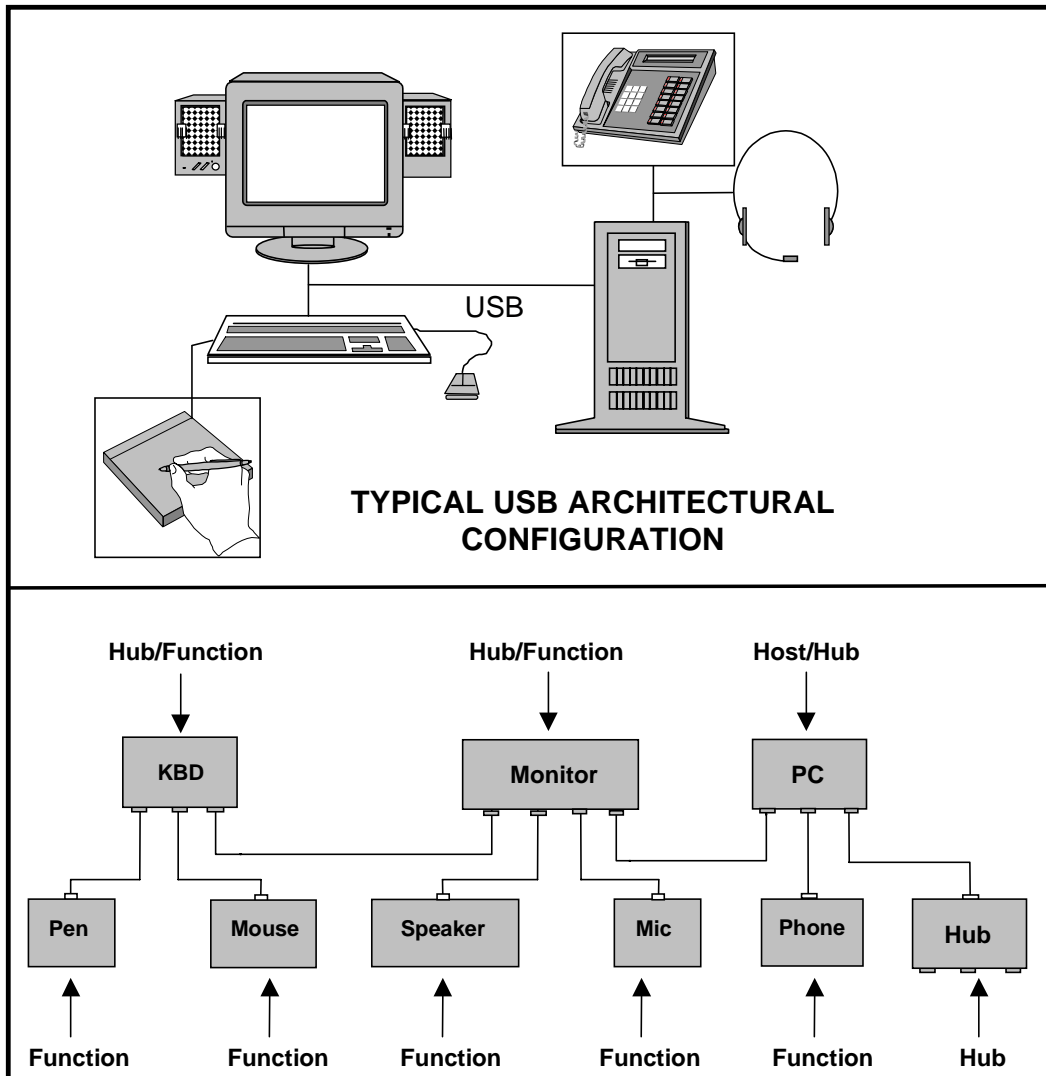 USB
TYPICAL USB ARCHITECTURAL
CONFIGURATION
Hub/Function
Hub/Function
Host/Hub
KBD
Monitor
PC
Pen
Mouse
Speaker
Mic
Phone
Hub
Function
Function
Function
Function
Function
Hub